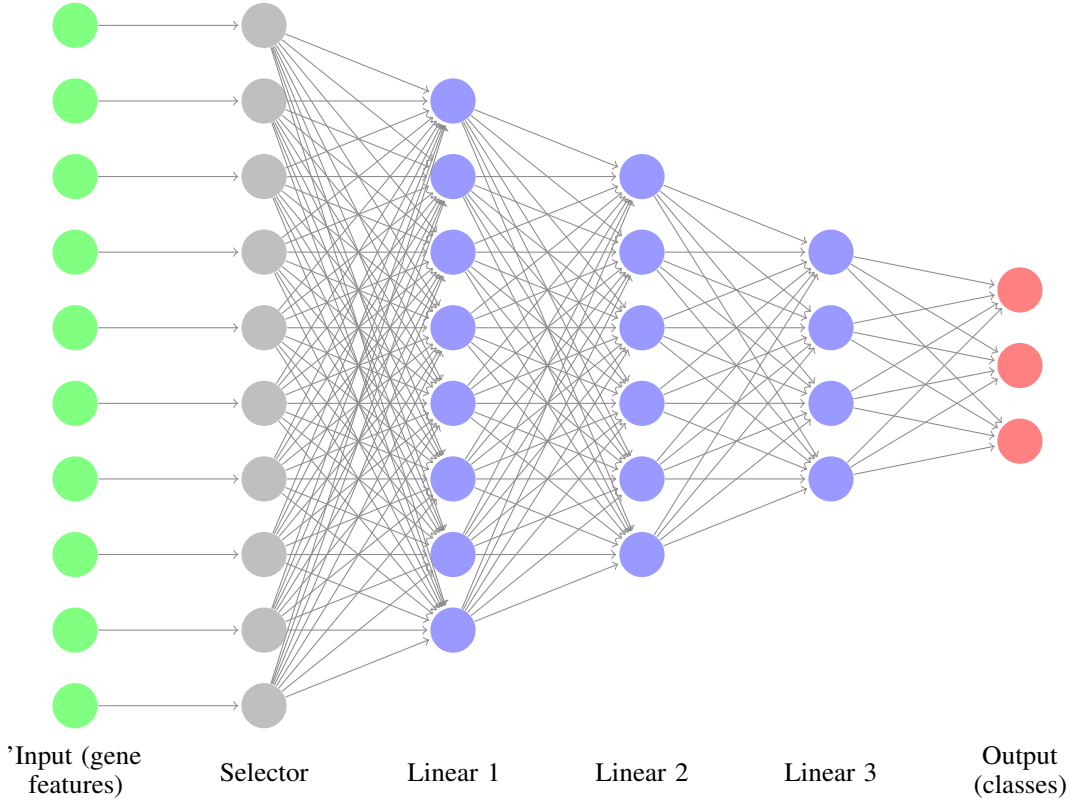 ’Input (gene
features)
Selector
Linear 1
Linear 2
Linear 3
Output
(classes)